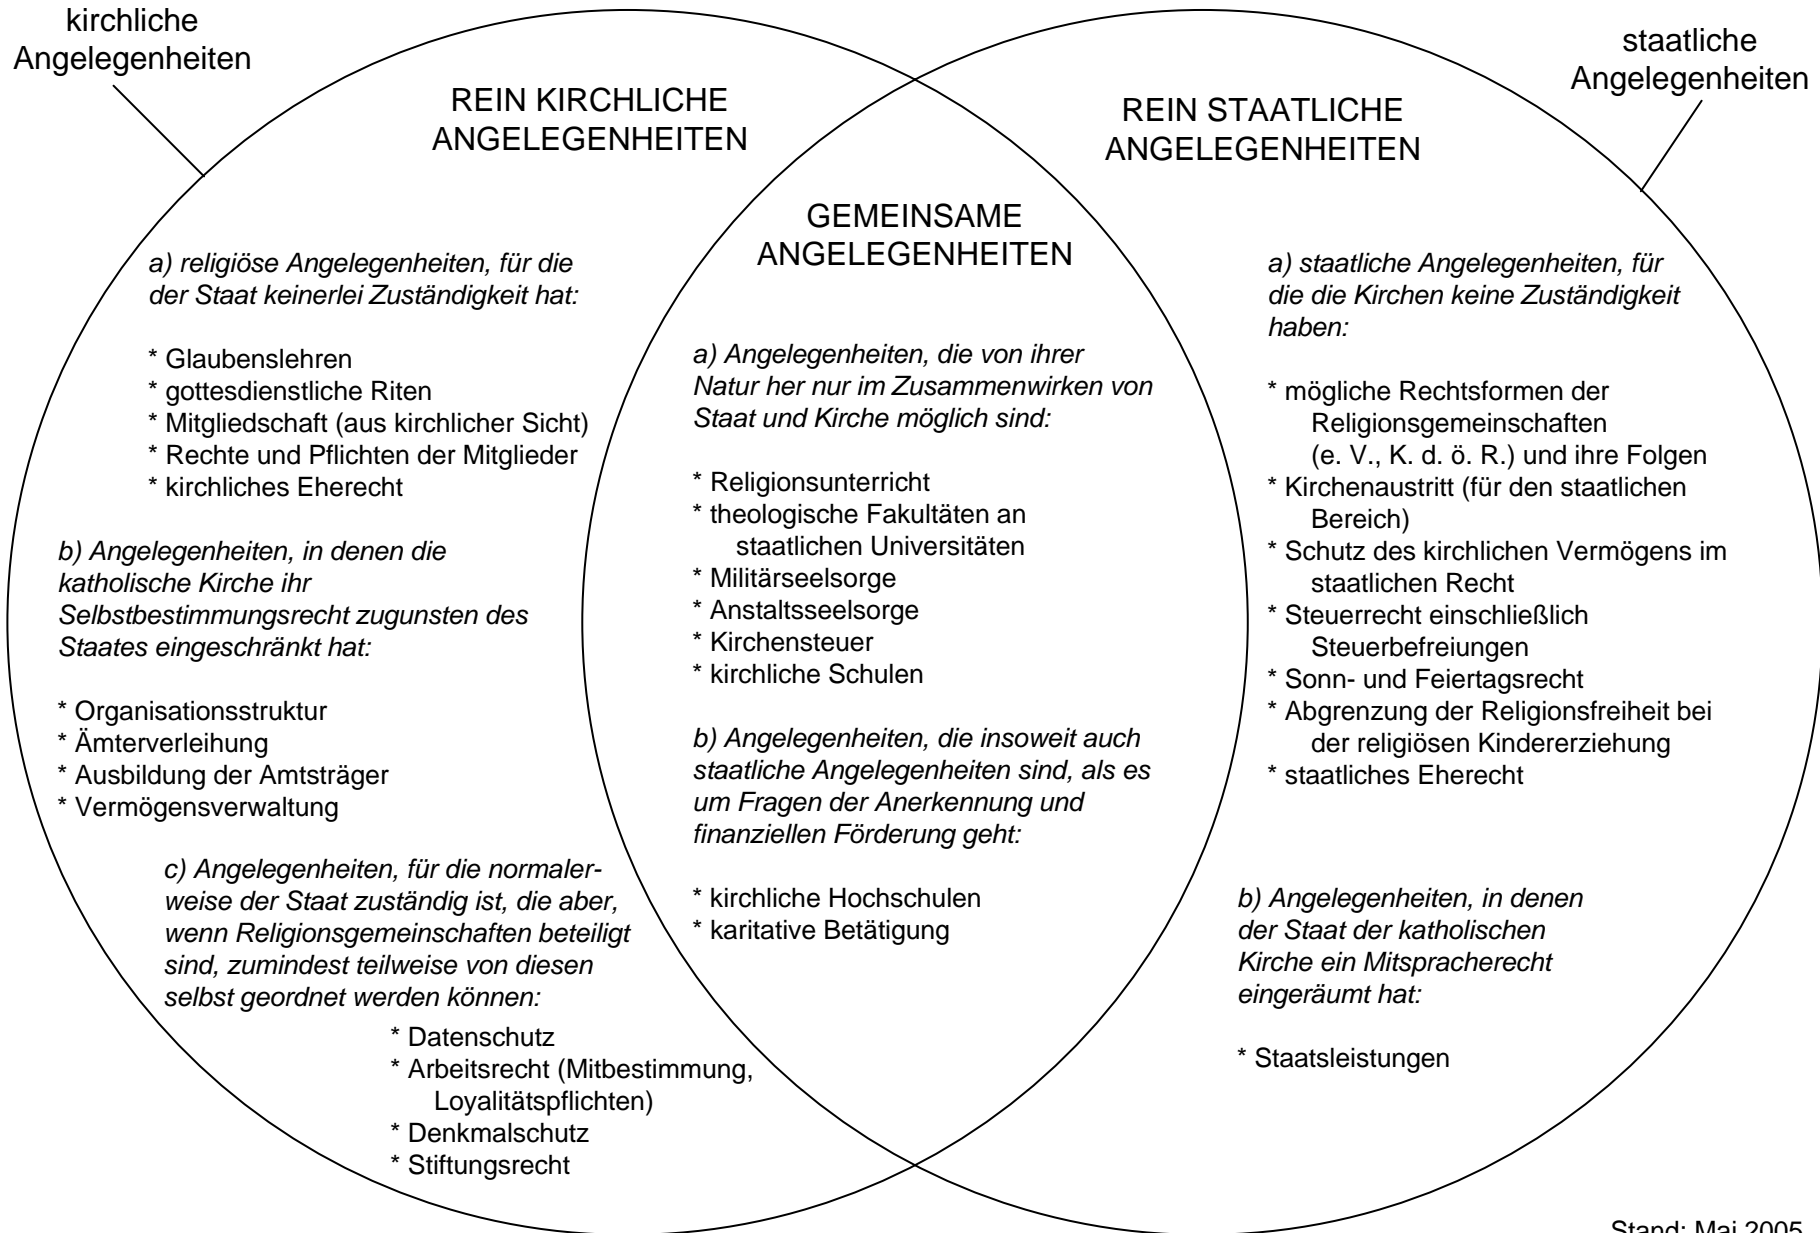 kirchliche
Angelegenheiten
staatliche
Angelegenheiten
REIN KIRCHLICHE
ANGELEGENHEITEN
a) religiöse Angelegenheiten, für die
der Staat keinerlei Zuständigkeit hat:
* Glaubenslehren
* gottesdienstliche Riten
* Mitgliedschaft (aus kirchlicher Sicht)
* Rechte und Pflichten der Mitglieder
* kirchliches Eherecht
b) Angelegenheiten, in denen die
katholische Kirche ihr
Selbstbestimmungsrecht zugunsten des
Staates eingeschränkt hat:
* Organisationsstruktur
* Ämterverleihung
* Ausbildung der Amtsträger
* Vermögensverwaltung
c) Angelegenheiten, für die normaler-
weise der Staat zuständig ist, die aber,
wenn Religionsgemeinschaften beteiligt
sind, zumindest teilweise von diesen
selbst geordnet werden können:
* Datenschutz
* Arbeitsrecht (Mitbestimmung,
Loyalitätspflichten)
* Denkmalschutz
* Stiftungsrecht
GEMEINSAME
ANGELEGENHEITEN
a) Angelegenheiten, die von ihrer
Natur her nur im Zusammenwirken von
Staat und Kirche möglich sind:
* Religionsunterricht
* theologische Fakultäten an
staatlichen Universitäten
* Militärseelsorge
* Anstaltsseelsorge
* Kirchensteuer
* kirchliche Schulen
b) Angelegenheiten, die insoweit auch
staatliche Angelegenheiten sind, als es
um Fragen der Anerkennung und
finanziellen Förderung geht:
* kirchliche Hochschulen
* karitative Betätigung
REIN STAATLICHE
ANGELEGENHEITEN
a) staatliche Angelegenheiten, für
die die Kirchen keine Zuständigkeit
haben:
* mögliche Rechtsformen der
Religionsgemeinschaften
(e. V., K. d. ö. R.) und ihre Folgen
* Kirchenaustritt (für den staatlichen
Bereich)
* Schutz des kirchlichen Vermögens im
staatlichen Recht
* Steuerrecht einschließlich
Steuerbefreiungen
* Sonn- und Feiertagsrecht
* Abgrenzung der Religionsfreiheit bei
der religiösen Kindererziehung
* staatliches Eherecht
b) Angelegenheiten, in denen
der Staat der katholischen
Kirche ein Mitspracherecht
eingeräumt hat:
* Staatsleistungen
Stand: Mai 2005